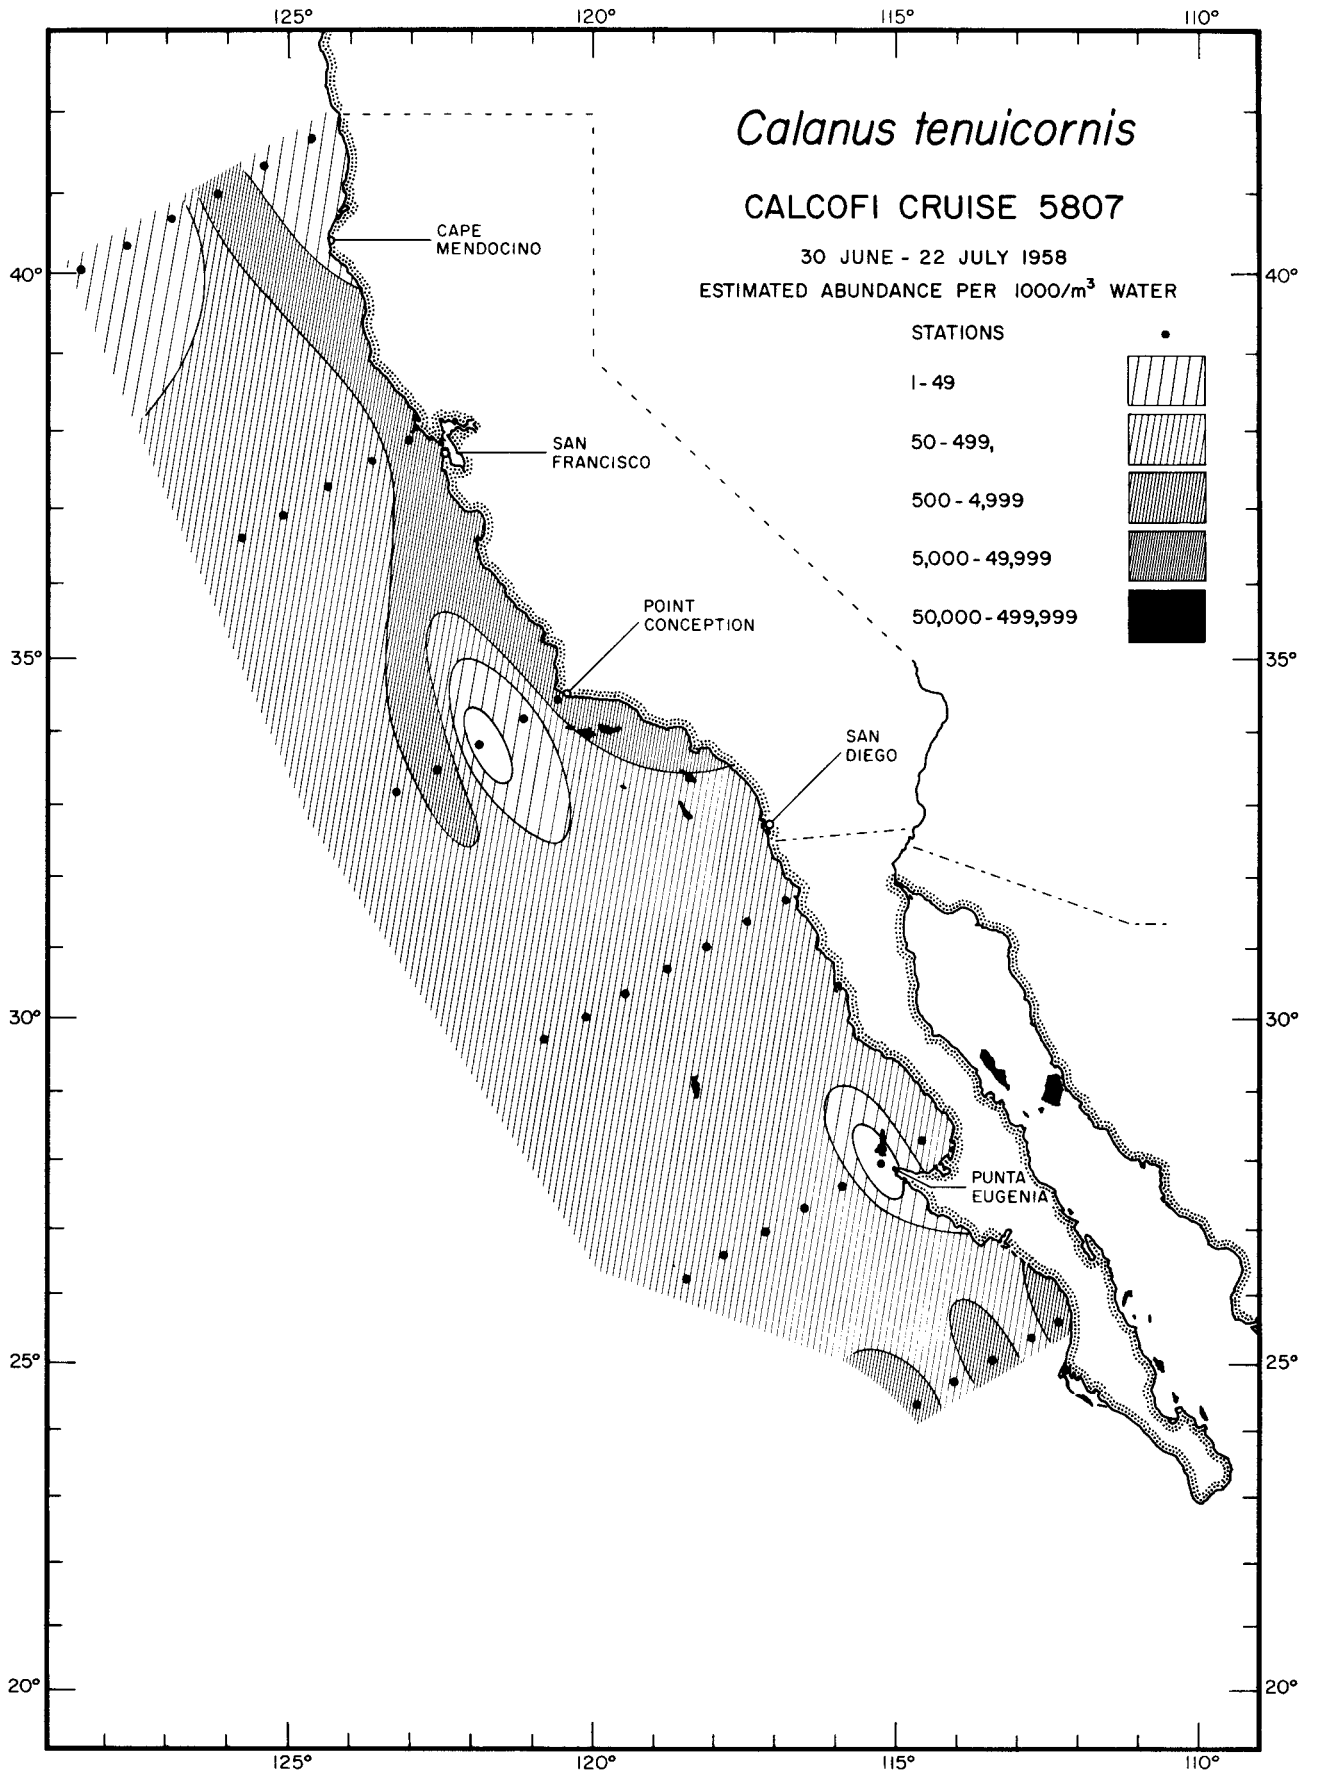 125° 120° 115° 110°
Calanus tenuicornis
CALCOFI CRUISE 5807
30 JUNE - 22 JULY 1958
ESTIMATED ABUNDANCE PER 1000/m³ WATER
STATIONS
1-49
50-499,
500-4,999
5,000-49,999
50,000-499,999
CAPE
MENDOCINO
40° 40°
SAN
FRANCISCO
POINT
CONCEPTION
35° 35°
SAN
DIEGO
30° 30°
PUNTA
EUGENIA
25° 25°
20° 20°
125° 120° 115° 110°